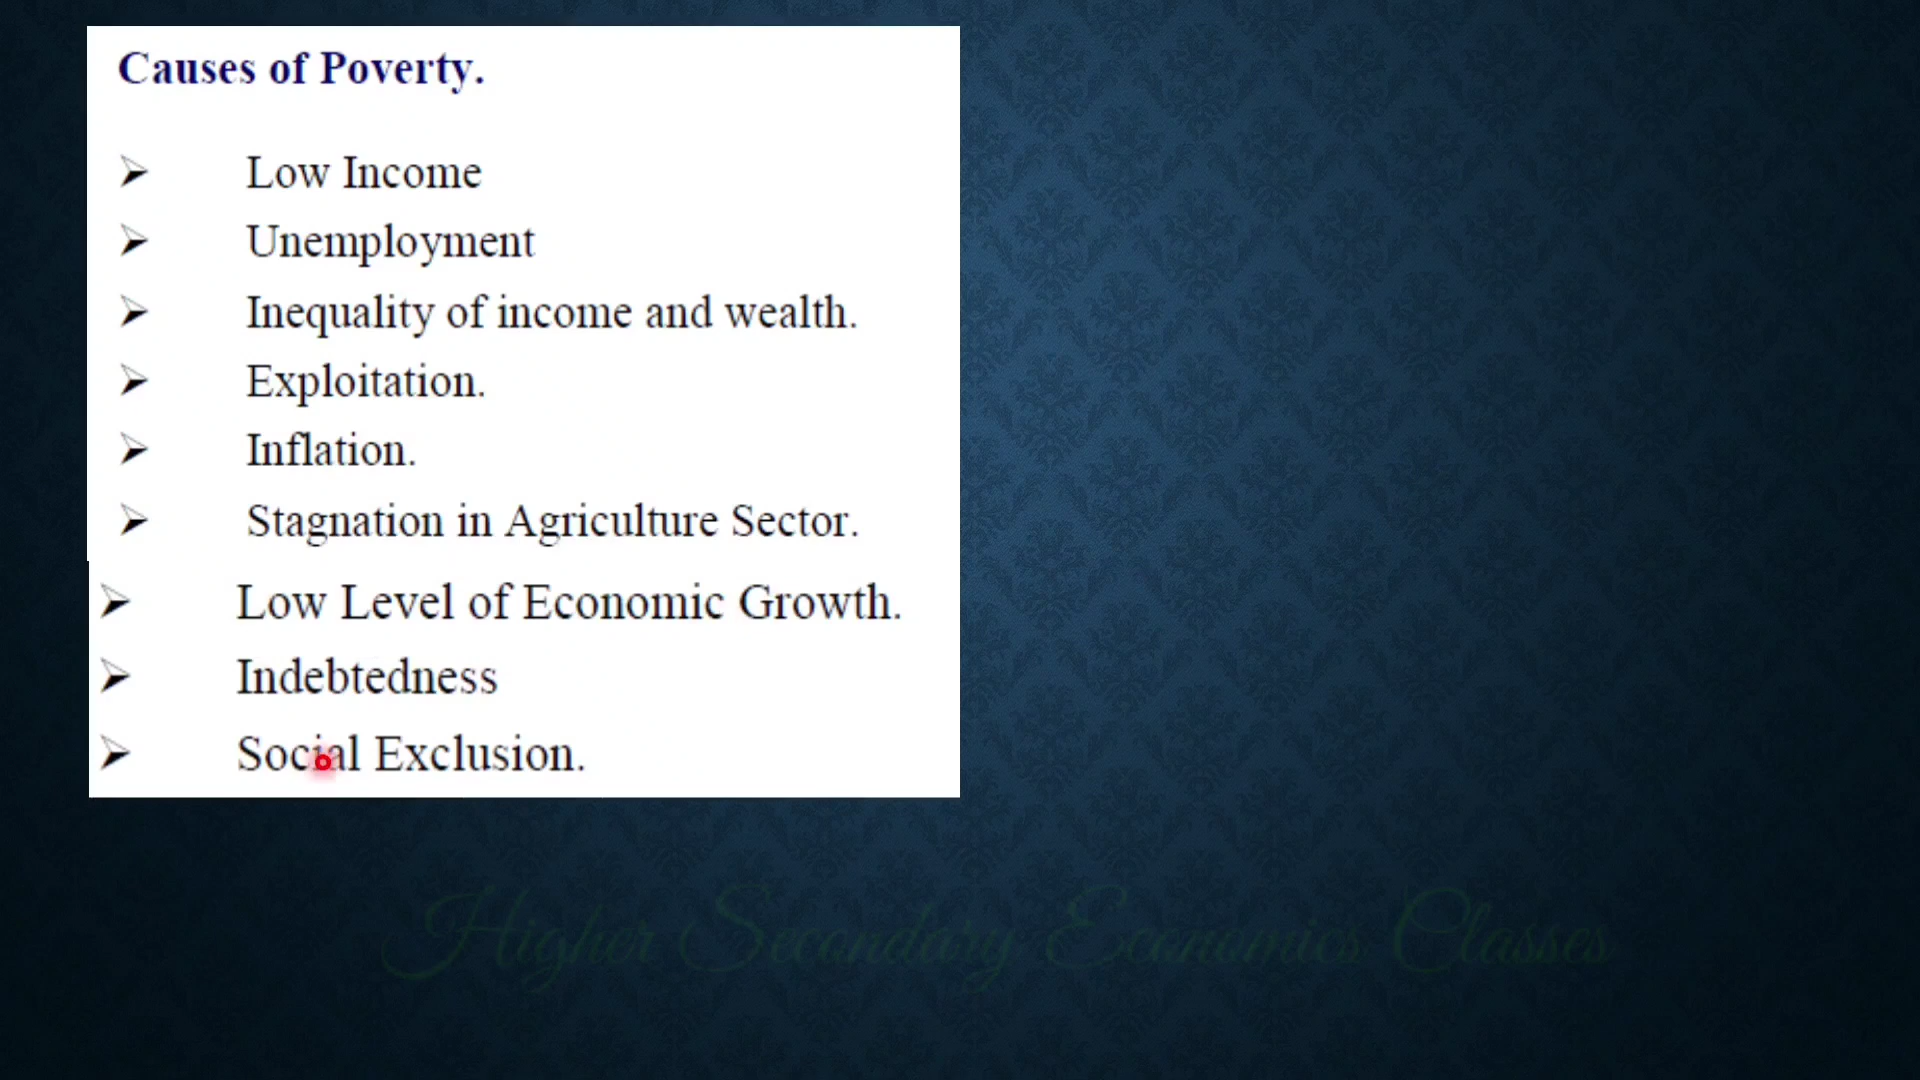 Causes of Poverty.
➢ Low Income
➢ Unemployment
➢ Inequality of income and wealth.
➢ Exploitation.
➢ Inflation.
➢ Stagnation in Agriculture Sector.
➢ Low Level of Economic Growth.
➢ Indebtedness
➢ Social Exclusion.
Higher Secondary Economics Classes